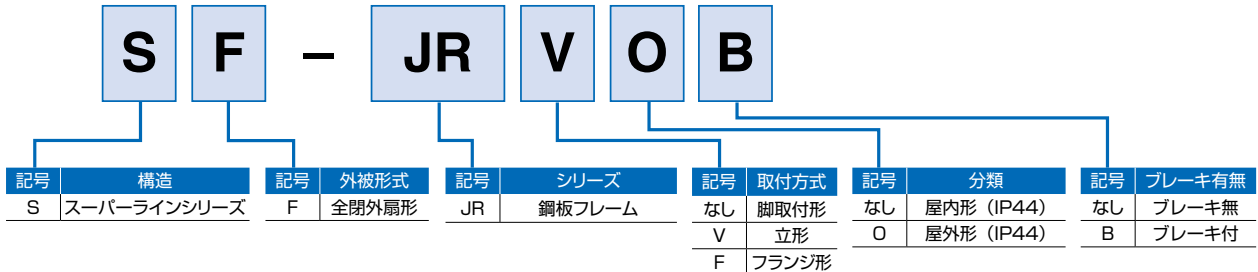 S F – JR V O B
記号 構造 記号 外被形式 記号 シリーズ 記号 取付方式 記号 分類 記号 ブレーキ有無
S スーパーラインシリーズ F 全閉外扇形 JR 鋼板フレーム なし 脚取付形 なし 屋内形（IP44） なし ブレーキ無
V 立形 O 屋外形（IP44） B ブレーキ付
F フランジ形